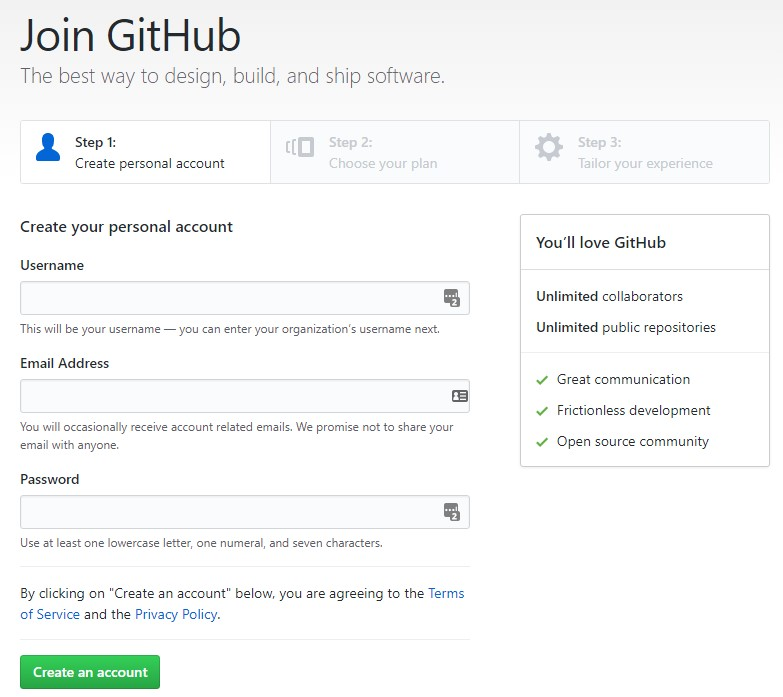 Join GitHub
The best way to design, build, and ship software.
Step 1:
Create personal account
Step 2:
Choose your plan
Step 3:
Tailor your experience
Create your personal account
Username
2
This will be your username — you can enter your organization’s username next.
Email Address
You will occasionally receive account related emails. We promise not to share your
email with anyone.
Password
2
Use at least one lowercase letter, one numeral, and seven characters.
By clicking on "Create an account" below, you are agreeing to the Terms
of Service and the Privacy Policy.
Create an account
You’ll love GitHub
Unlimited collaborators
Unlimited public repositories
Great communication
Frictionless development
Open source community